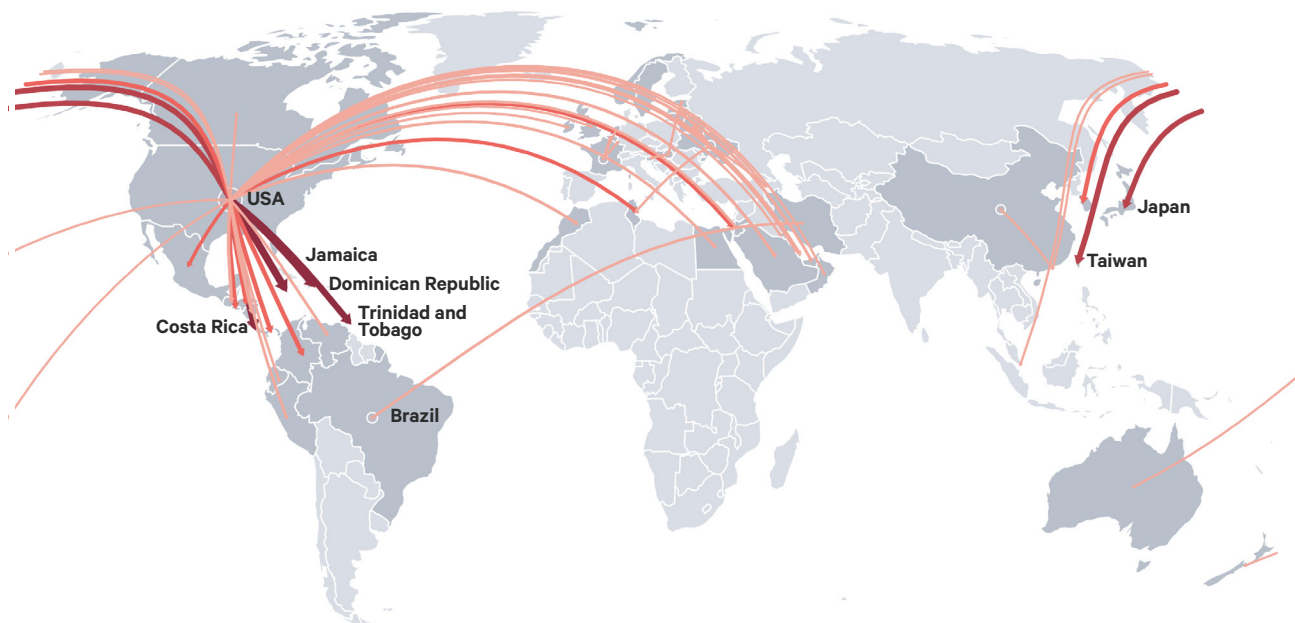 USA
Jamaica
Dominican Republic
Trinidad and
Tobago
Costa Rica
Brazil
Japan
Taiwan